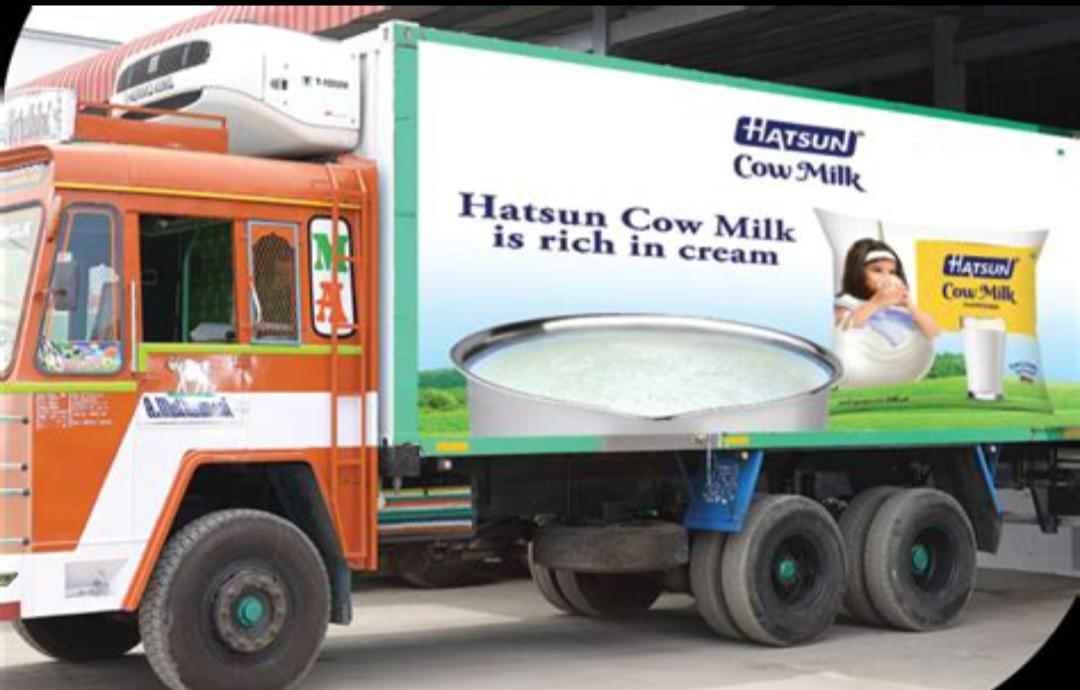 HATSUN
Cow Milk
Hatsun Cow Milk
is rich in cream
HATSUN
Cow Milk
M
A